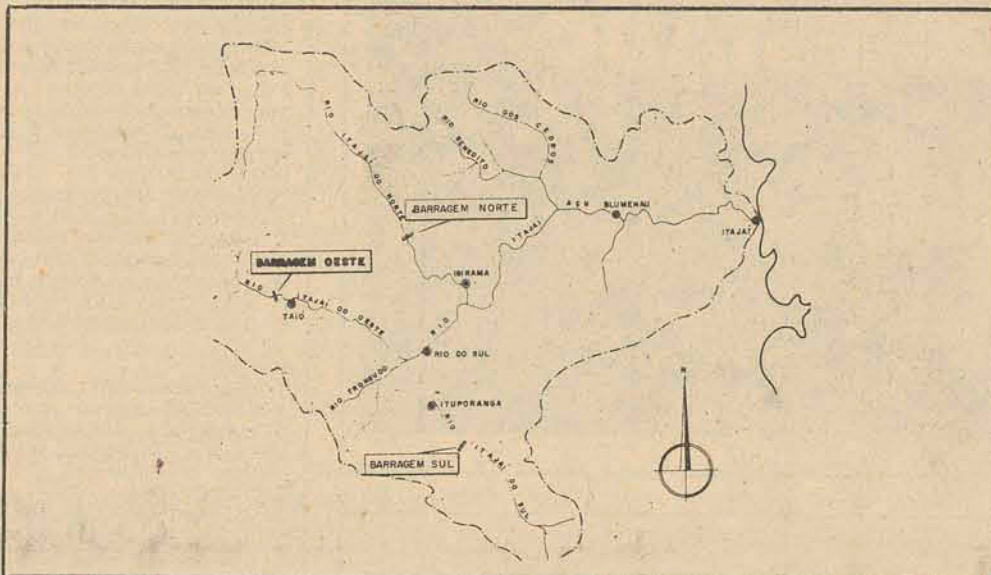 RIO DOS CEDROS
RIO BENEDITO
RIO ITAJAÍ DO NORTE
BARRAGEM NORTE
AÇU
BLUMENAU
ITAJAÍ
ITAJAÍ
BARRAGEM OESTE
IBIRAMA
RIO ITAJAÍ DO OESTE
TAIÓ
RIO
RIO DO SUL
RIO TROMBUDO
ITUPORANGA
RIO ITAJAÍ DO SUL
BARRAGEM SUL
N